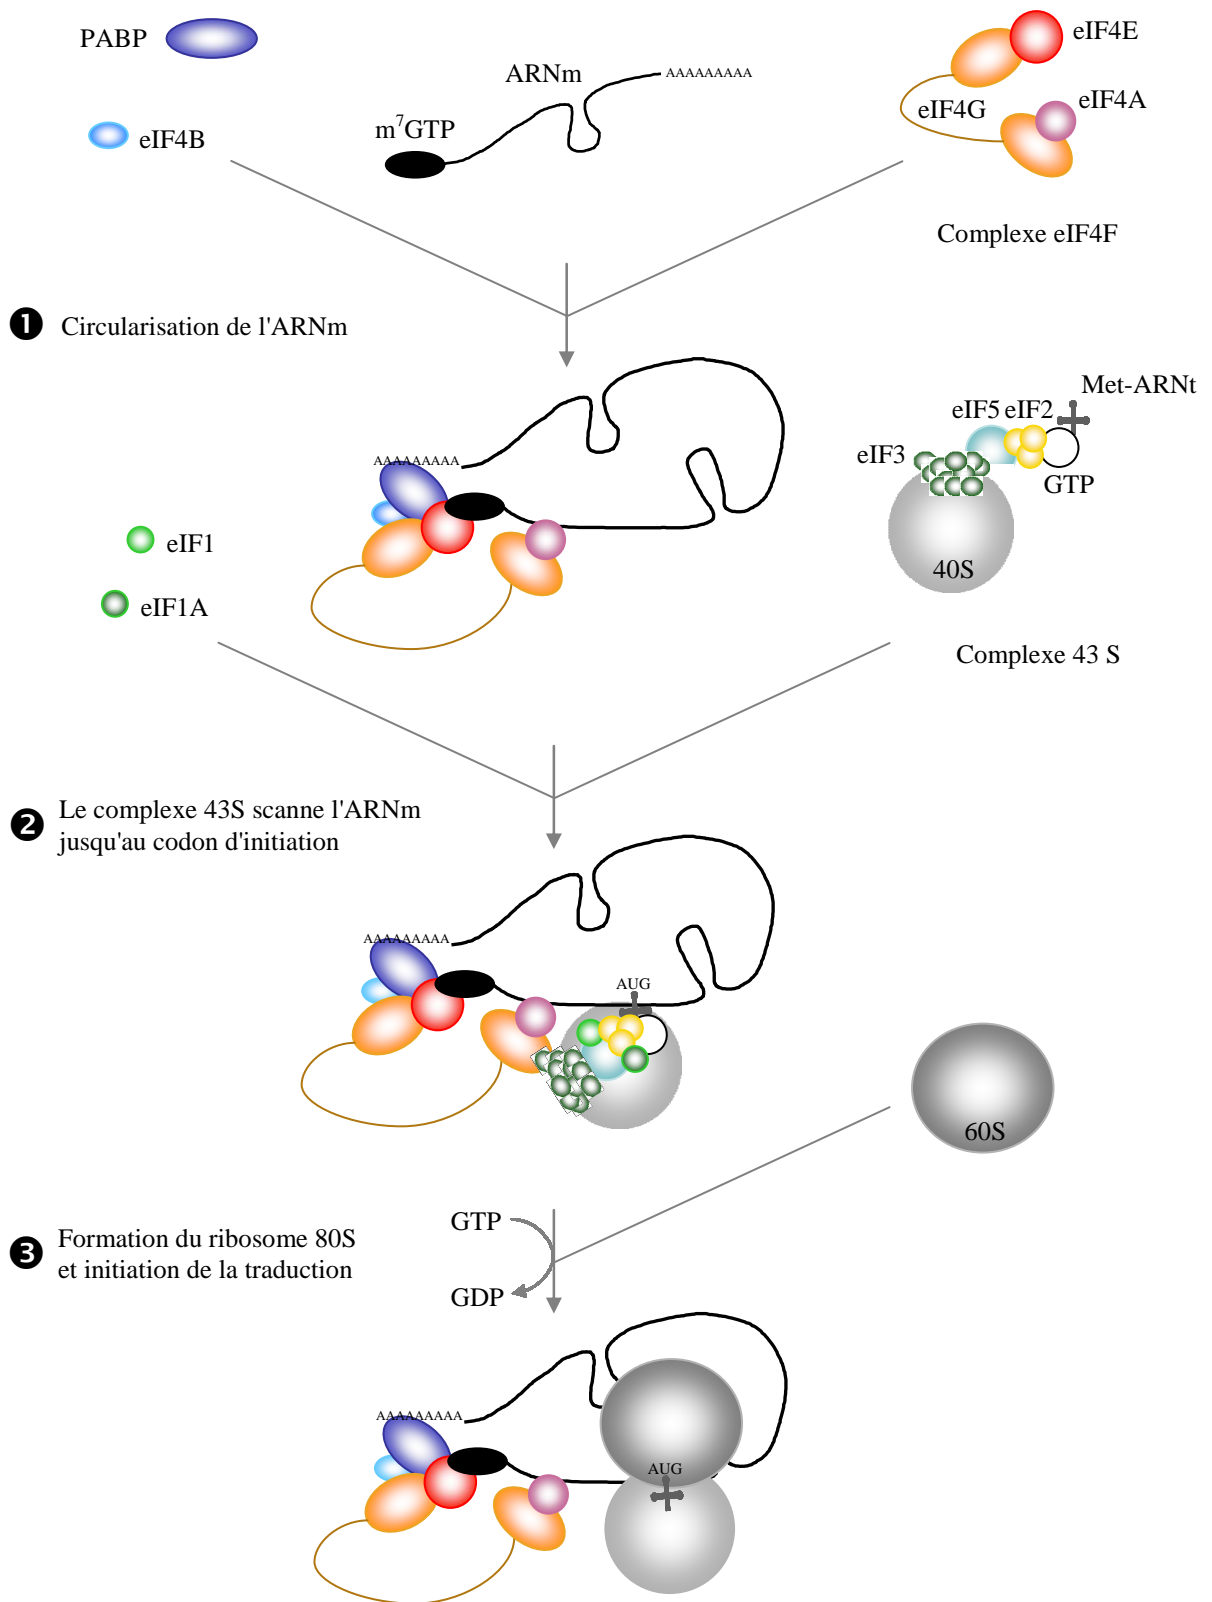 PABP
eIF4E
ARNm
AAAAAAAAA
eIF4A
eIF4G
m⁷GTP
eIF4B
Complexe eIF4F
❶ Circularisation de l'ARNm
Met-ARNt
eIF5 eIF2
eIF3
AAAAAAAAA
GTP
eIF1
40S
eIF1A
Complexe 43 S
❷ Le complexe 43S scanne l'ARNm
jusqu'au codon d'initiation
AAAAAAAAA
AUG
60S
GTP
❸ Formation du ribosome 80S
et initiation de la traduction
GDP
AAAAAAAAA
AUG